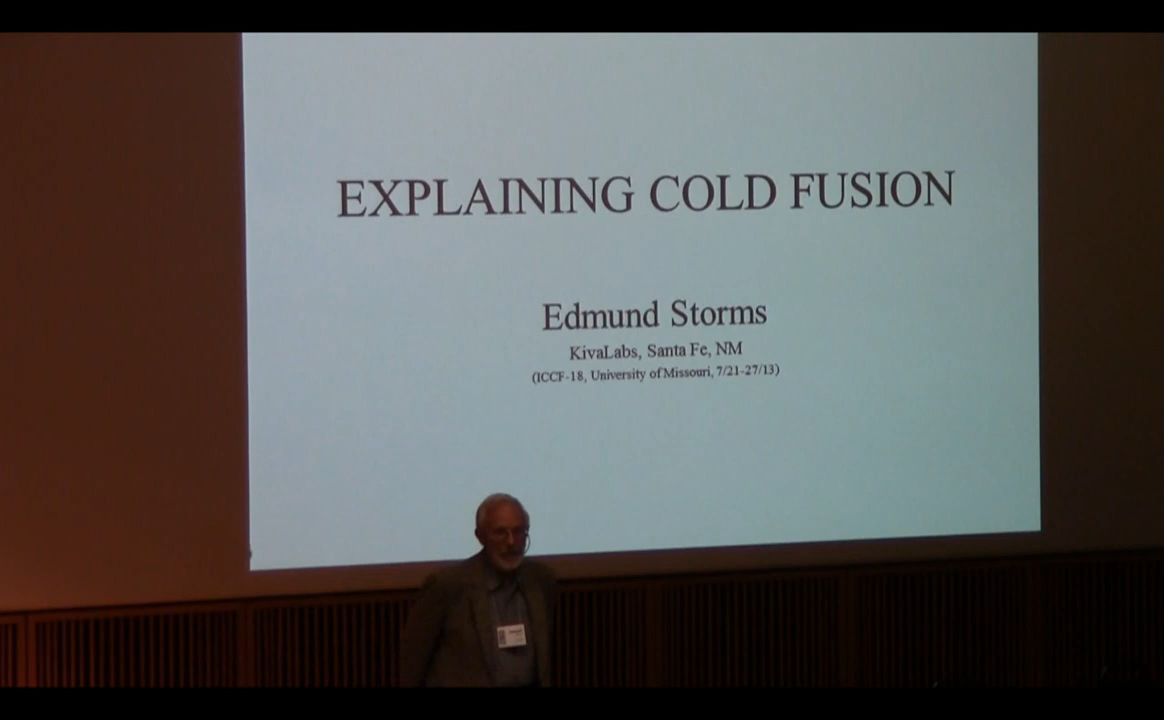 EXPLAINING COLD FUSION
Edmund Storms
KivaLabs, Santa Fe, NM
(ICCF-18, University of Missouri, 7/21-27/13)